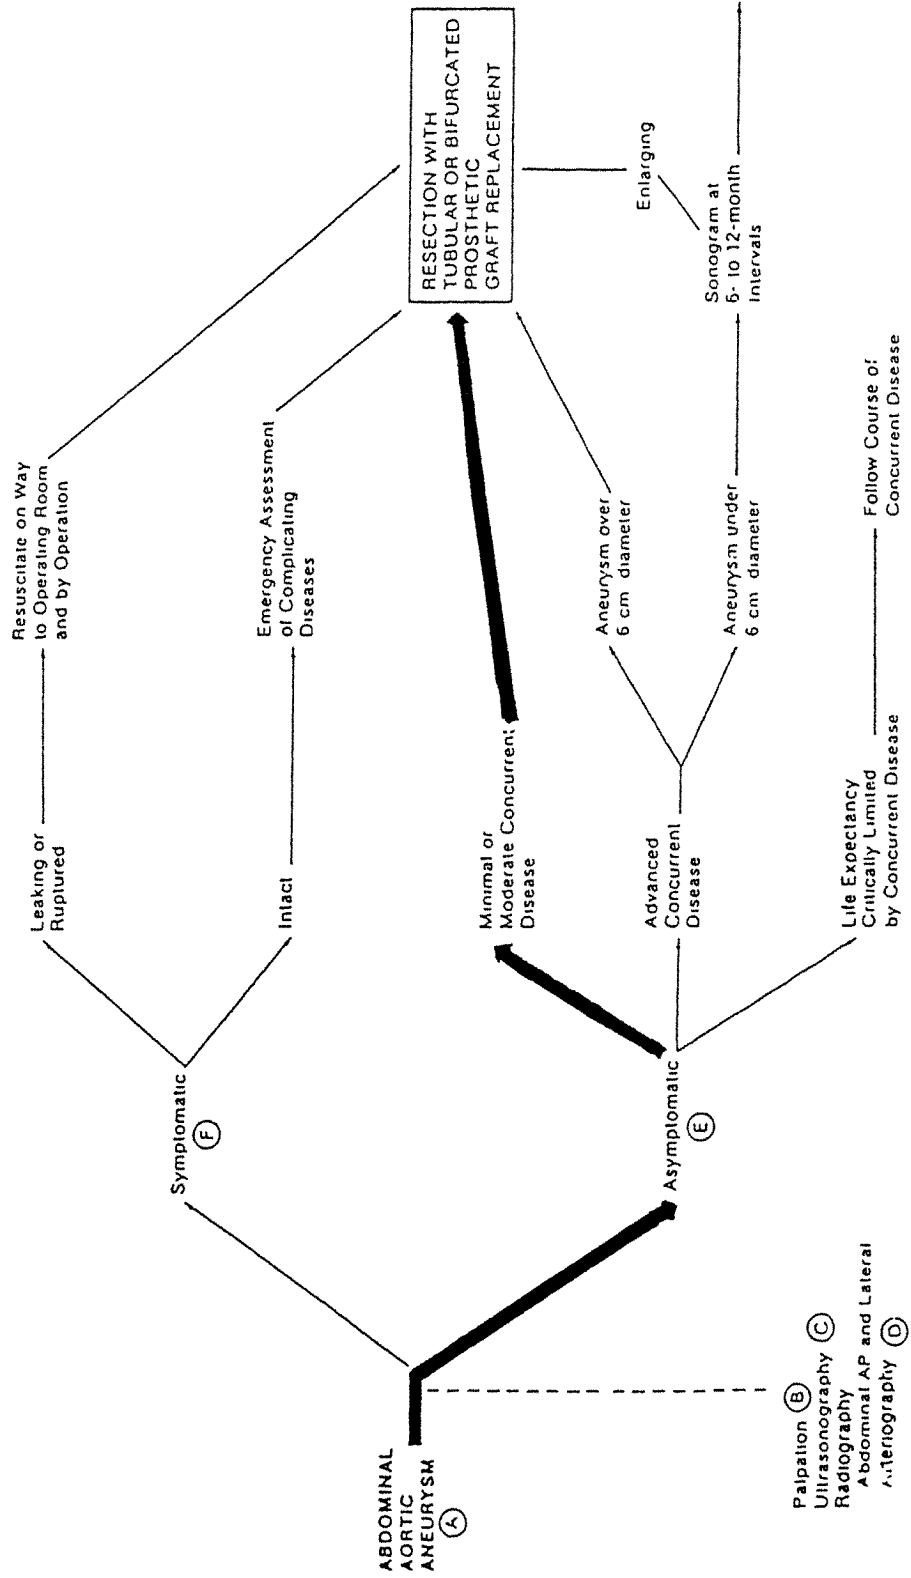 ABDOMINAL
AORTIC
ANEURYSM
A
Palpation B
Ultrasonography C
Radiography
Abdominal AP and Lateral
Arteriography D
Symptomatic
F
Asymptomatic
E
Leaking or
Ruptured
Intact
Minimal or
Moderate Concurrent
Disease
Advanced
Concurrent
Disease
Life Expectancy
Critically Limited
by Concurrent Disease
Resuscitate on Way
to Operating Room
and by Operation
Emergency Assessment
of Complicating
Diseases
Aneurysm over
6 cm diameter
Aneurysm under
6 cm diameter
Follow Course of
Concurrent Disease
RESECTION WITH
TUBULAR OR BIFURCATED
PROSTHETIC
GRAFT REPLACEMENT
Enlarging
Sonogram at
6- to 12-month
Intervals